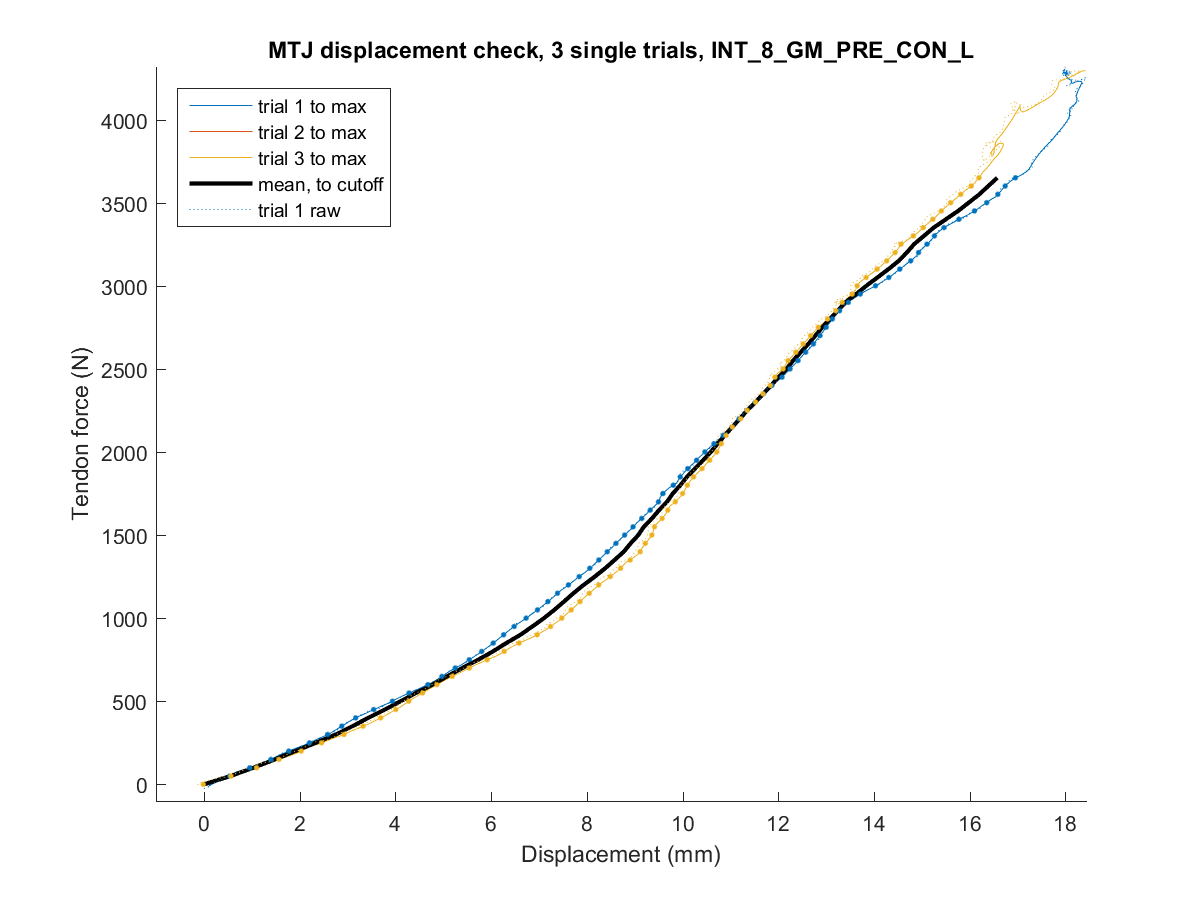 MTJ displacement check, 3 single trials, INT_8_GM_PRE_CON_L
trial 1 to max
trial 2 to max
trial 3 to max
mean, to cutoff
trial 1 raw
4000
3500
3000
2500
2000
1500
1000
500
0
Tendon force (N)
0 2 4 6 8 10 12 14 16 18
Displacement (mm)